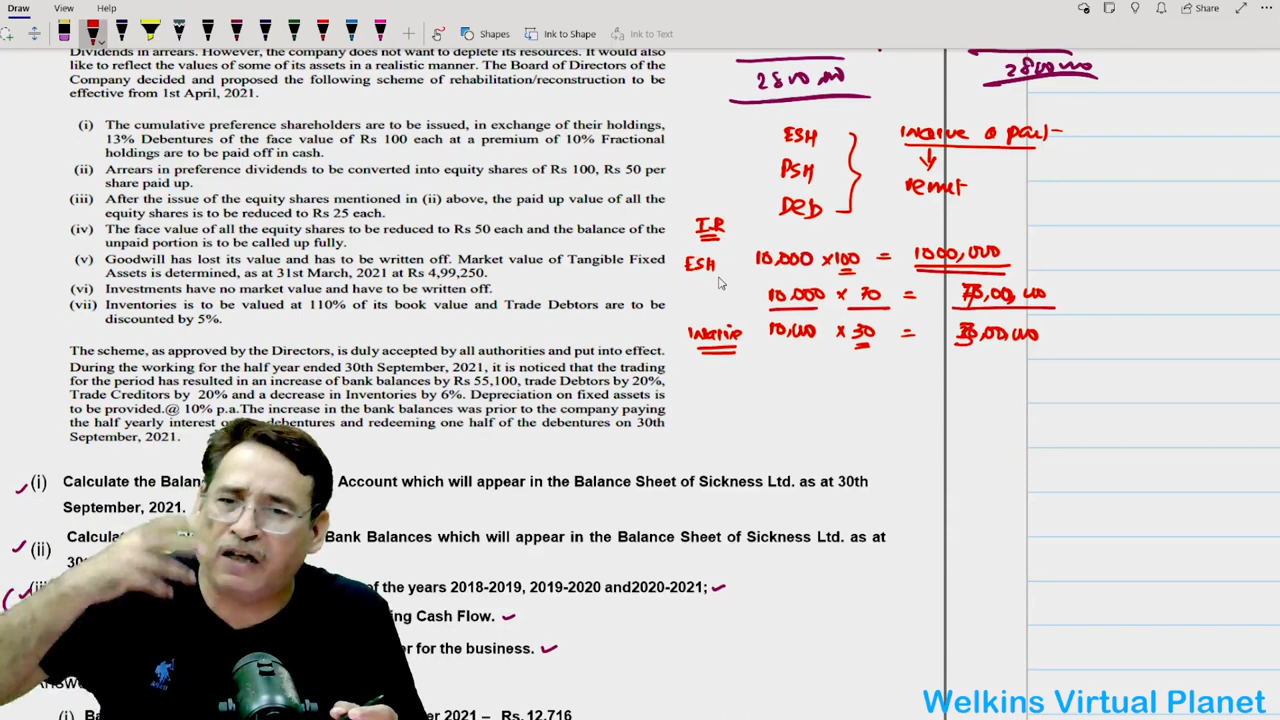 Draw View Help
Share
Shapes Ink to Shape Ink to Text
Dividends in arrears. However, the company does not want to deplete its resources. It would also
like to reflect the values of some of its assets in a realistic manner. The Board of Directors of the
Company decided and proposed the following scheme of rehabilitation/reconstruction to be
effective from 1st April, 2021.
(i) The cumulative preference shareholders are to be issued, in exchange of their holdings,
13% Debentures of the face value of Rs 100 each at a premium of 10% Fractional
holdings are to be paid off in cash.
(ii) Arrears in preference dividends to be converted into equity shares of Rs 100, Rs 50 per
share paid up.
(iii) After the issue of the equity shares mentioned in (ii) above, the paid up value of all the
equity shares is to be reduced to Rs 25 each.
(iv) The face value of all the equity shares to be reduced to Rs 50 each and the balance of the
unpaid portion is to be called up fully.
(v) Goodwill has lost its value and has to be written off. Market value of Tangible Fixed
Assets is determined, as at 31st March, 2021 at Rs 4,99,250.
(vi) Investments have no market value and have to be written off.
(vii) Inventories is to be valued at 110% of its book value and Trade Debtors are to be
discounted by 5%.
The scheme, as approved by the Directors, is duly accepted by all authorities and put into effect.
During the working for the half year ended 30th September, 2021, it is noticed that the trading
for the period has resulted in an increase of bank balances by Rs 55,100, trade Debtors by 20%,
Trade Creditors by 20% and a decrease in Inventories by 6%. Depreciation on fixed assets is
to be provided.@ 10% p.a.The increase in the bank balances was prior to the company paying
the half yearly interest debentures and redeeming one half of the debentures on 30th
September, 2021.
(i) Calculate the Balan Account which will appear in the Balance Sheet of Sickness Ltd. as at 30th
September, 2021.
(ii) Calcula Bank Balances which will appear in the Balance Sheet of Sickness Ltd. as at
30
of the years 2018-2019, 2019-2020 and2020-2021;
ing Cash Flow.
or for the business.
(i) Ba er 2021 – Rs. 12,716
ESH
PSH
Deb
I.R
ESH 10,000 × 100 = 1000,000
10,000 × 70 =
× 30 =
Welkins Virtual Planet